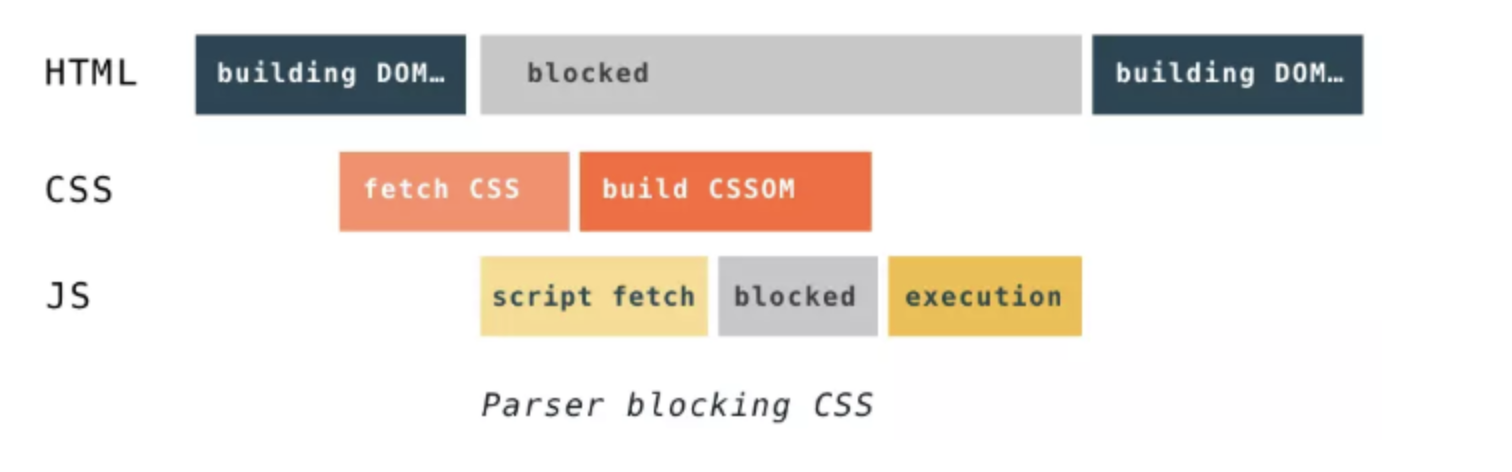 HTML building DOM… blocked building DOM…
CSS fetch CSS build CSSOM
JS script fetch blocked execution
Parser blocking CSS